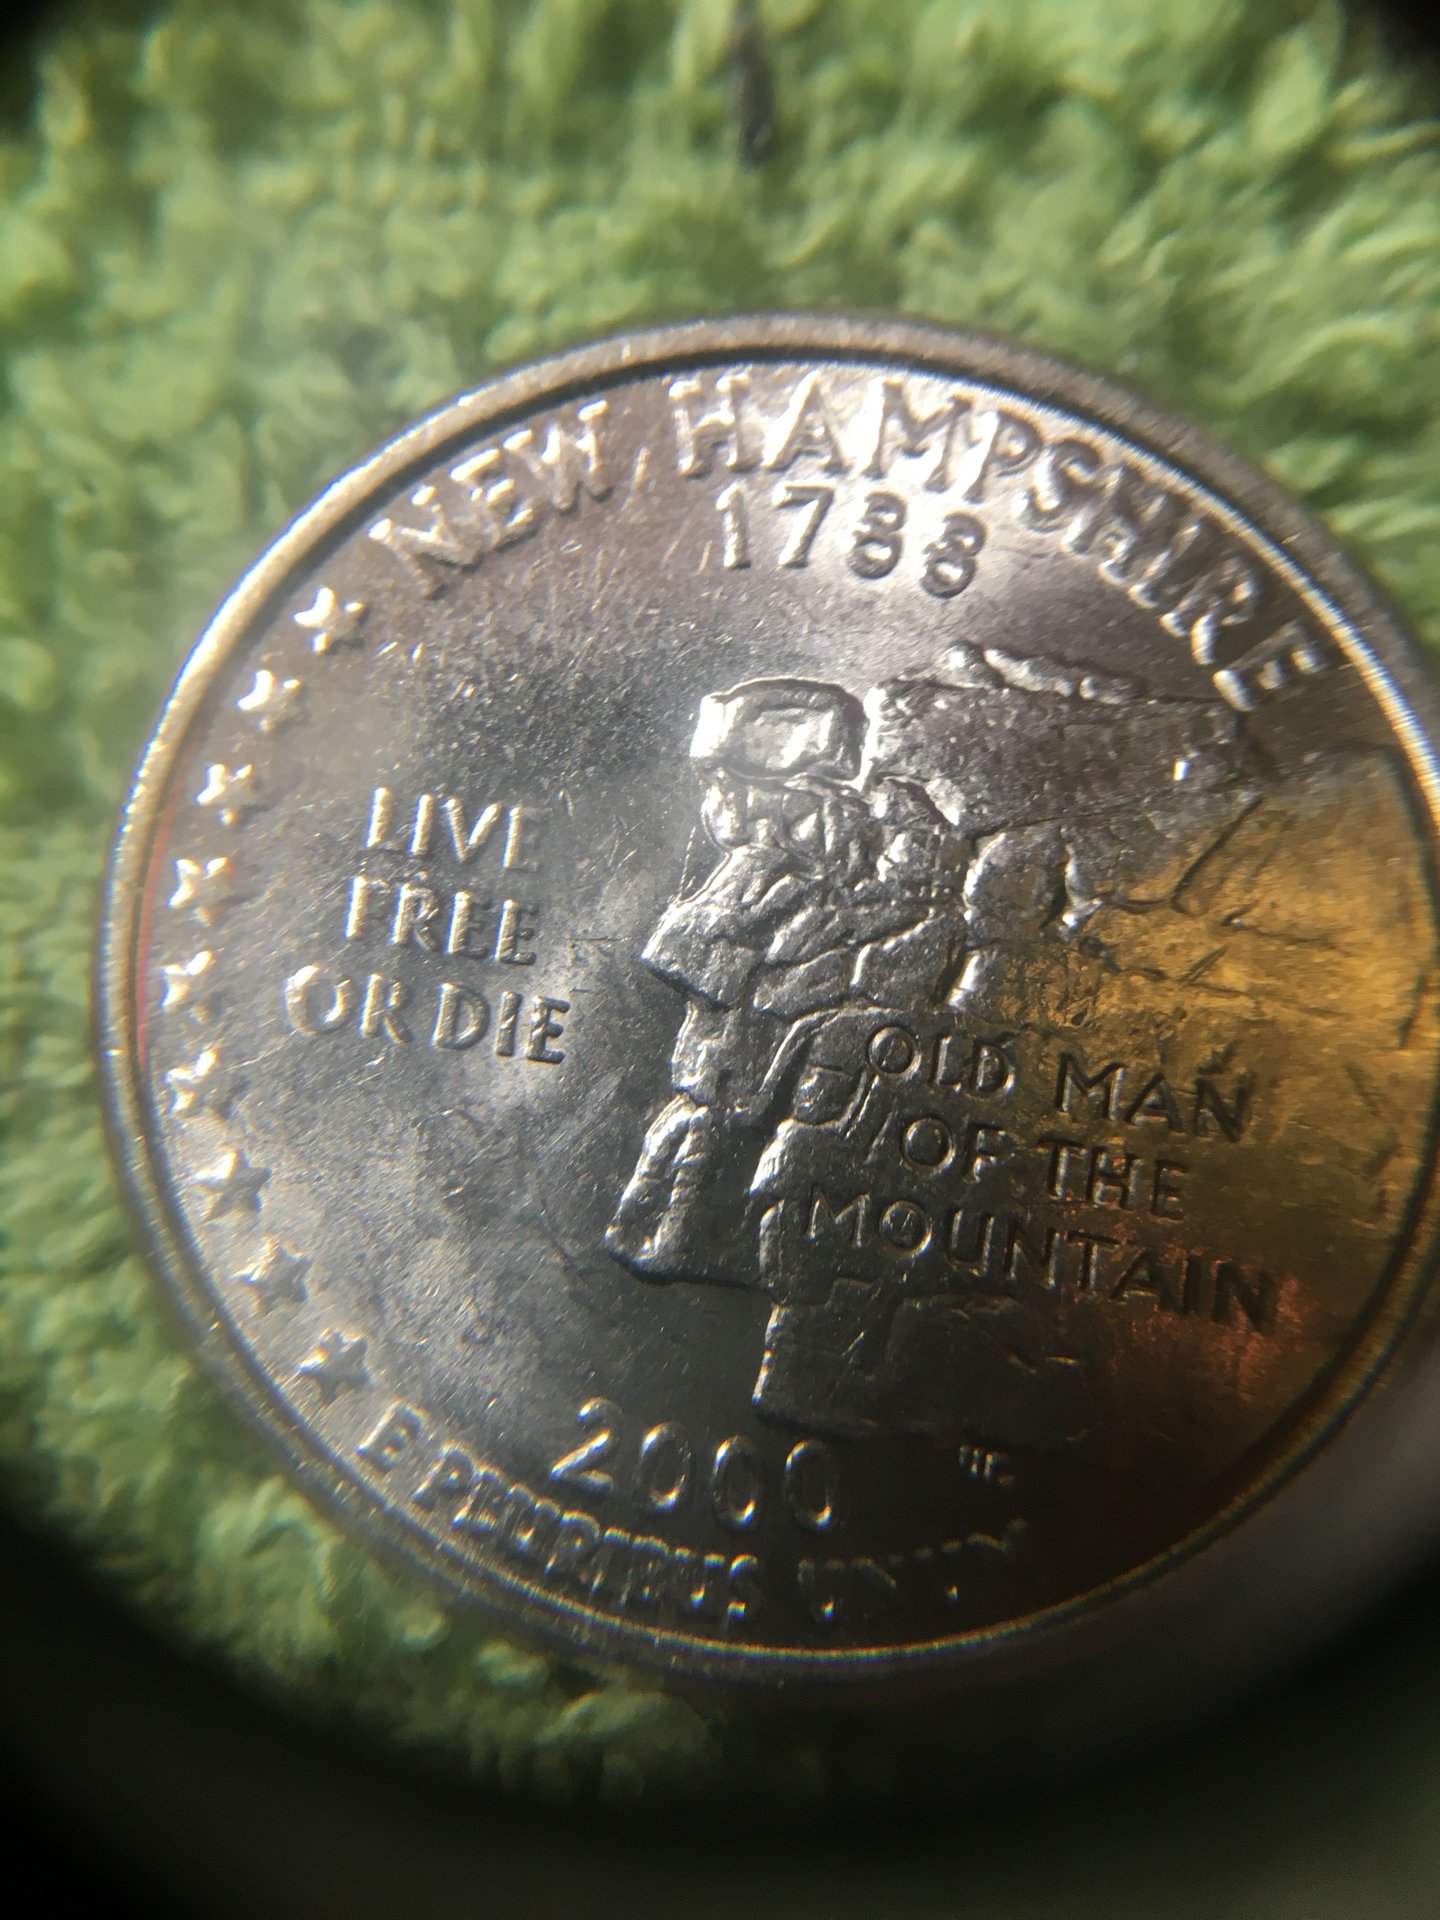 NEW HAMPSHIRE
1788
LIVE
FREE
OR DIE
OLD MAN
OF THE
MOUNTAIN
2000
E PLURIBUS UNUM